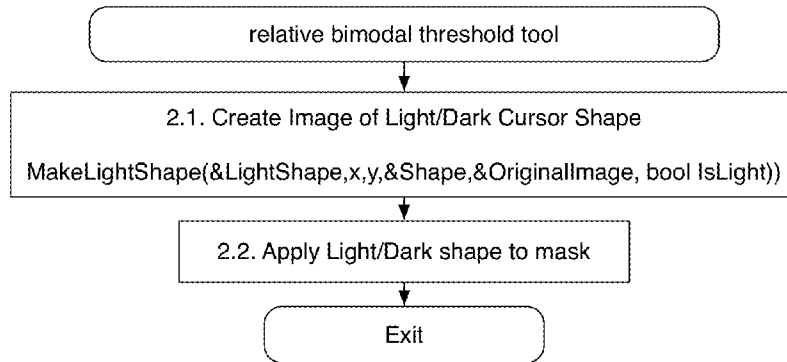 relative bimodal threshold tool
2.1. Create Image of Light/Dark Cursor Shape
MakeLightShape(&LightShape,x,y,&Shape,&OriginalImage, bool IsLight))
2.2. Apply Light/Dark shape to mask
Exit